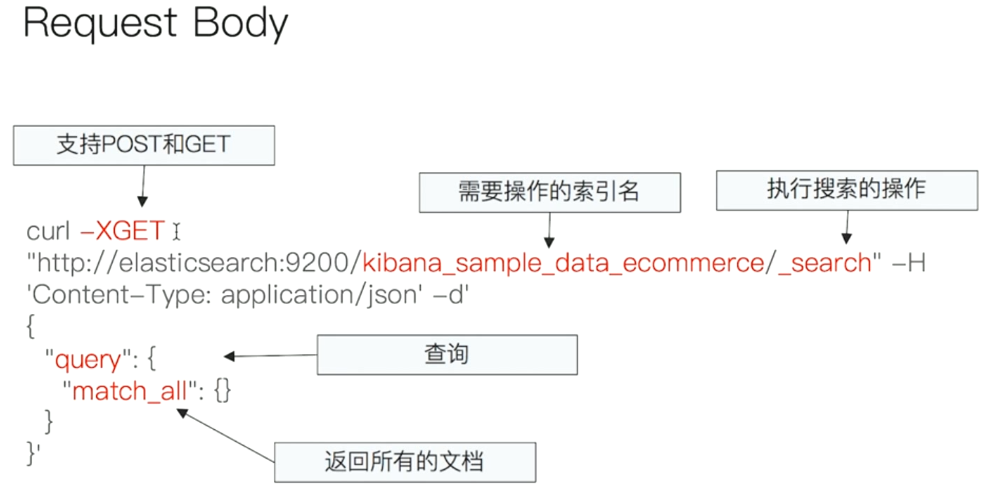 Request Body
支持POST和GET
需要操作的索引名
执行搜索的操作
curl -XGET
"http://elasticsearch:9200/kibana_sample_data_ecommerce/_search" -H
'Content-Type: application/json' -d'
{
"query": {
查询
"match_all": {}
}
}'
返回所有的文档